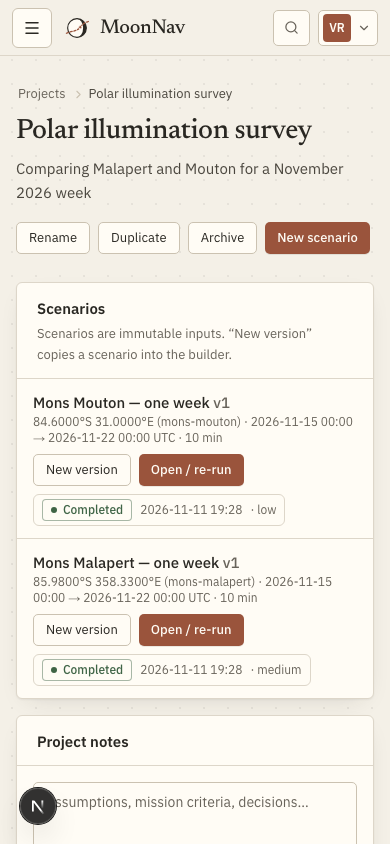 MoonNav
VR
Projects > Polar illumination survey
Polar illumination survey
Comparing Malapert and Mouton for a November
2026 week
Rename
Duplicate
Archive
New scenario
Scenarios
Scenarios are immutable inputs. “New version”
copies a scenario into the builder.
Mons Mouton — one week v1
84.6000°S 31.0000°E (mons-mouton) · 2026-11-15 00:00
→ 2026-11-22 00:00 UTC · 10 min
New version
Open / re-run
Completed 2026-11-11 19:28 · low
Mons Malapert — one week v1
85.9800°S 358.3300°E (mons-malapert) · 2026-11-15
00:00 → 2026-11-22 00:00 UTC · 10 min
New version
Open / re-run
Completed 2026-11-11 19:28 · medium
Project notes
N
ssumptions, mission criteria, decisions...